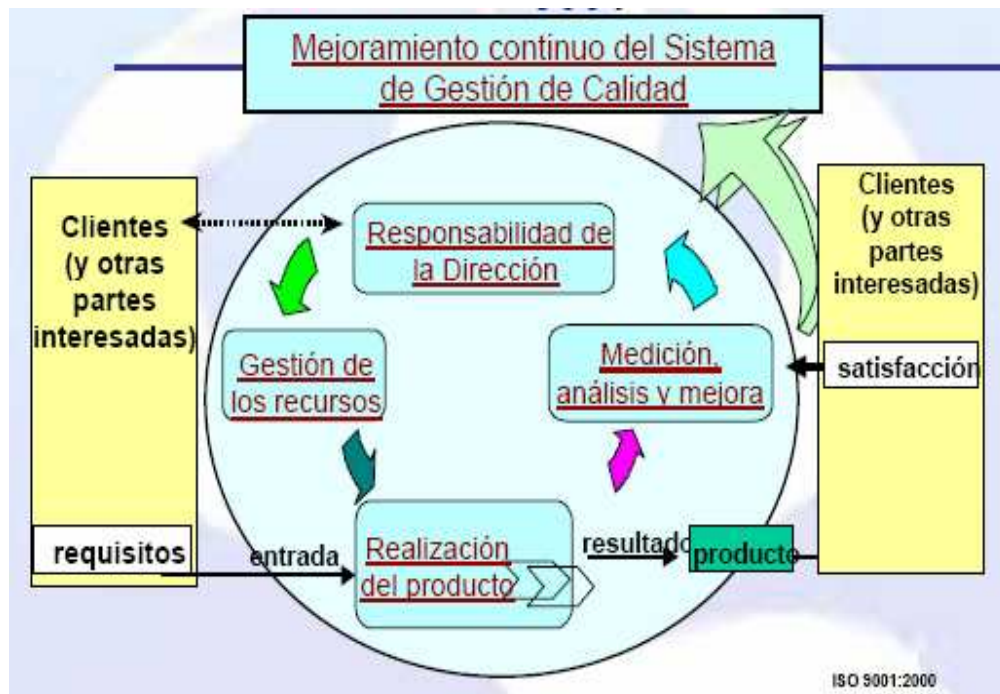 Mejoramiento continuo del Sistema
de Gestión de Calidad
Clientes
(y otras
partes
interesadas)
Responsabilidad de
la Dirección
Clientes
(y otras
partes
interesadas)
Gestión de
los recursos
Medición,
análisis y mejora
satisfacción
requisitos
entrada
Realización
del producto
resultado
producto
ISO 9001:2000